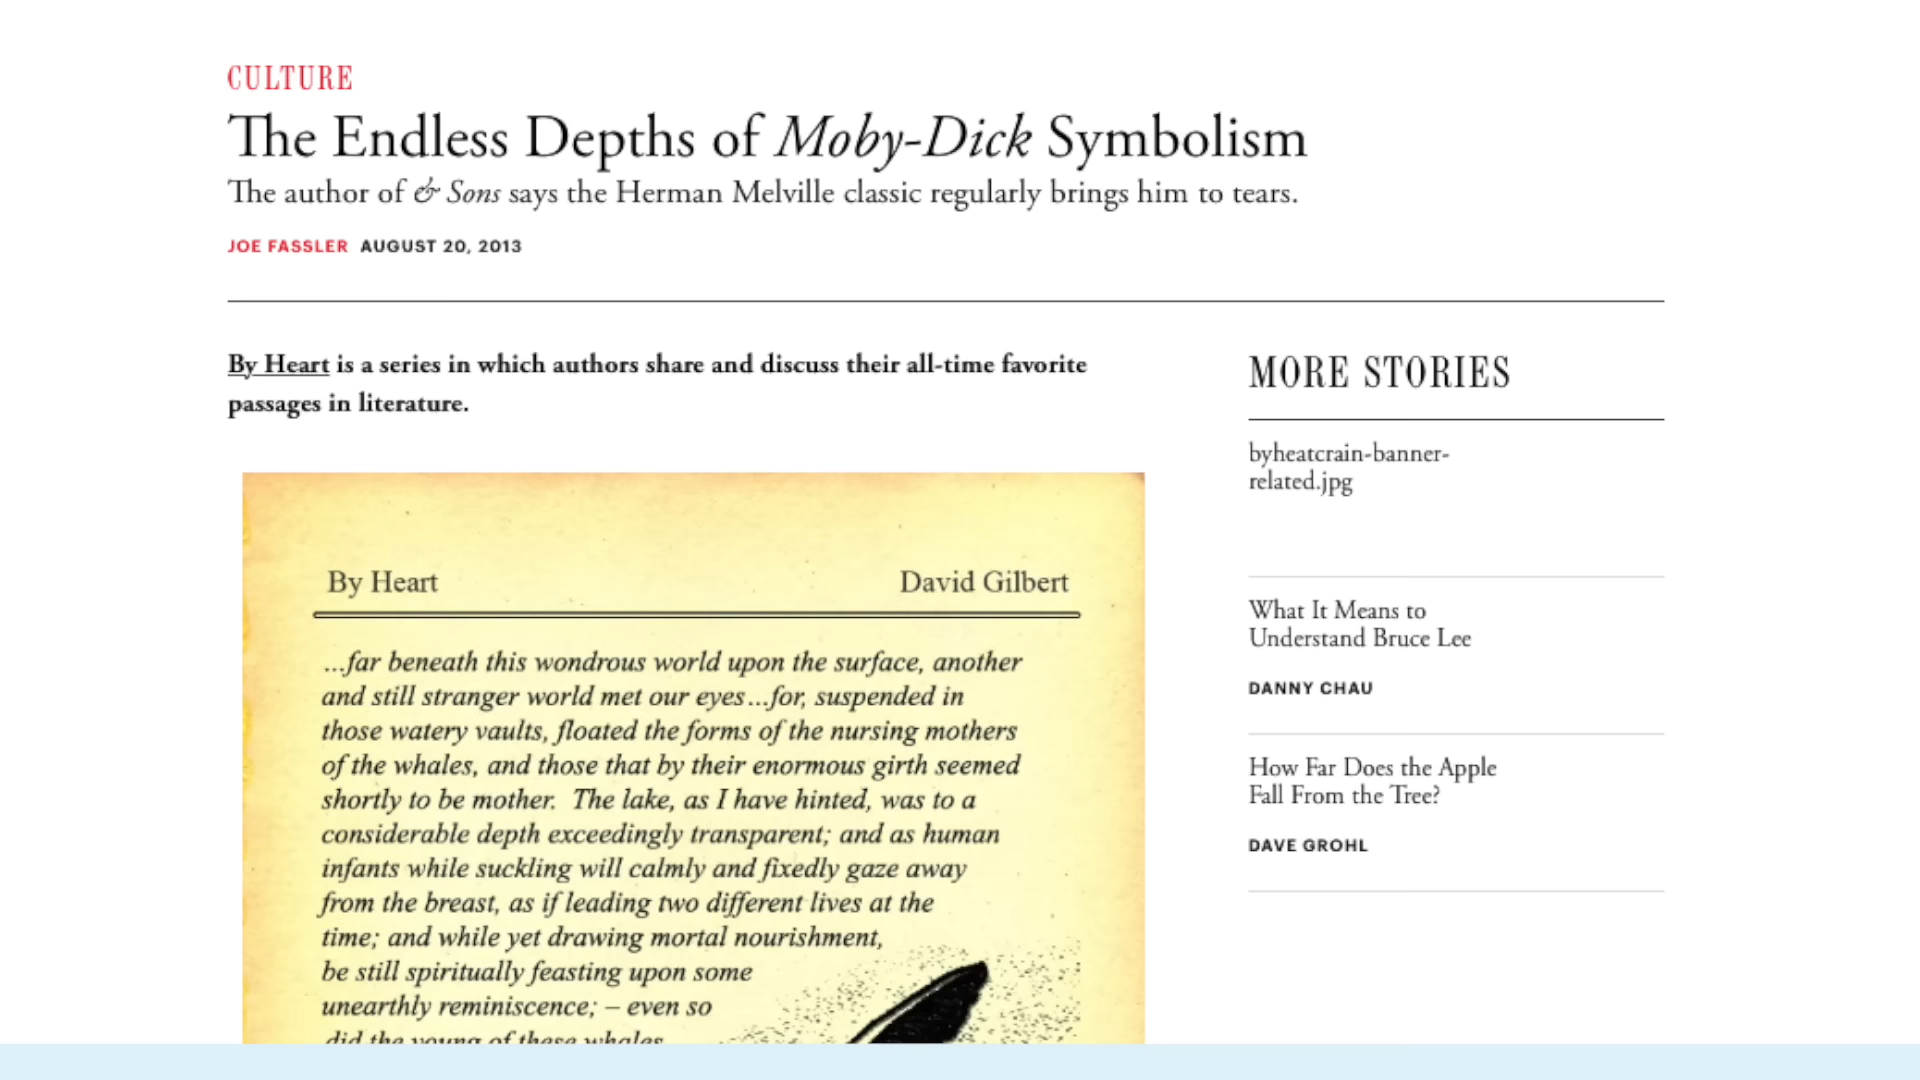 CULTURE
The Endless Depths of Moby-Dick Symbolism
The author of & Sons says the Herman Melville classic regularly brings him to tears.
JOE FASSLER AUGUST 20, 2013
By Heart is a series in which authors share and discuss their all-time favorite
passages in literature.
By Heart David Gilbert
...far beneath this wondrous world upon the surface, another
and still stranger world met our eyes...for, suspended in
those watery vaults, floated the forms of the nursing mothers
of the whales, and those that by their enormous girth seemed
shortly to be mother. The lake, as I have hinted, was to a
considerable depth exceedingly transparent; and as human
infants while suckling will calmly and fixedly gaze away
from the breast, as if leading two different lives at the
time; and while yet drawing mortal nourishment,
be still spiritually feasting upon some
unearthly reminiscence; – even so
did the young of these whales
MORE STORIES
byheatcrain-banner-
related.jpg
What It Means to
Understand Bruce Lee
DANNY CHAU
How Far Does the Apple
Fall From the Tree?
DAVE GROHL